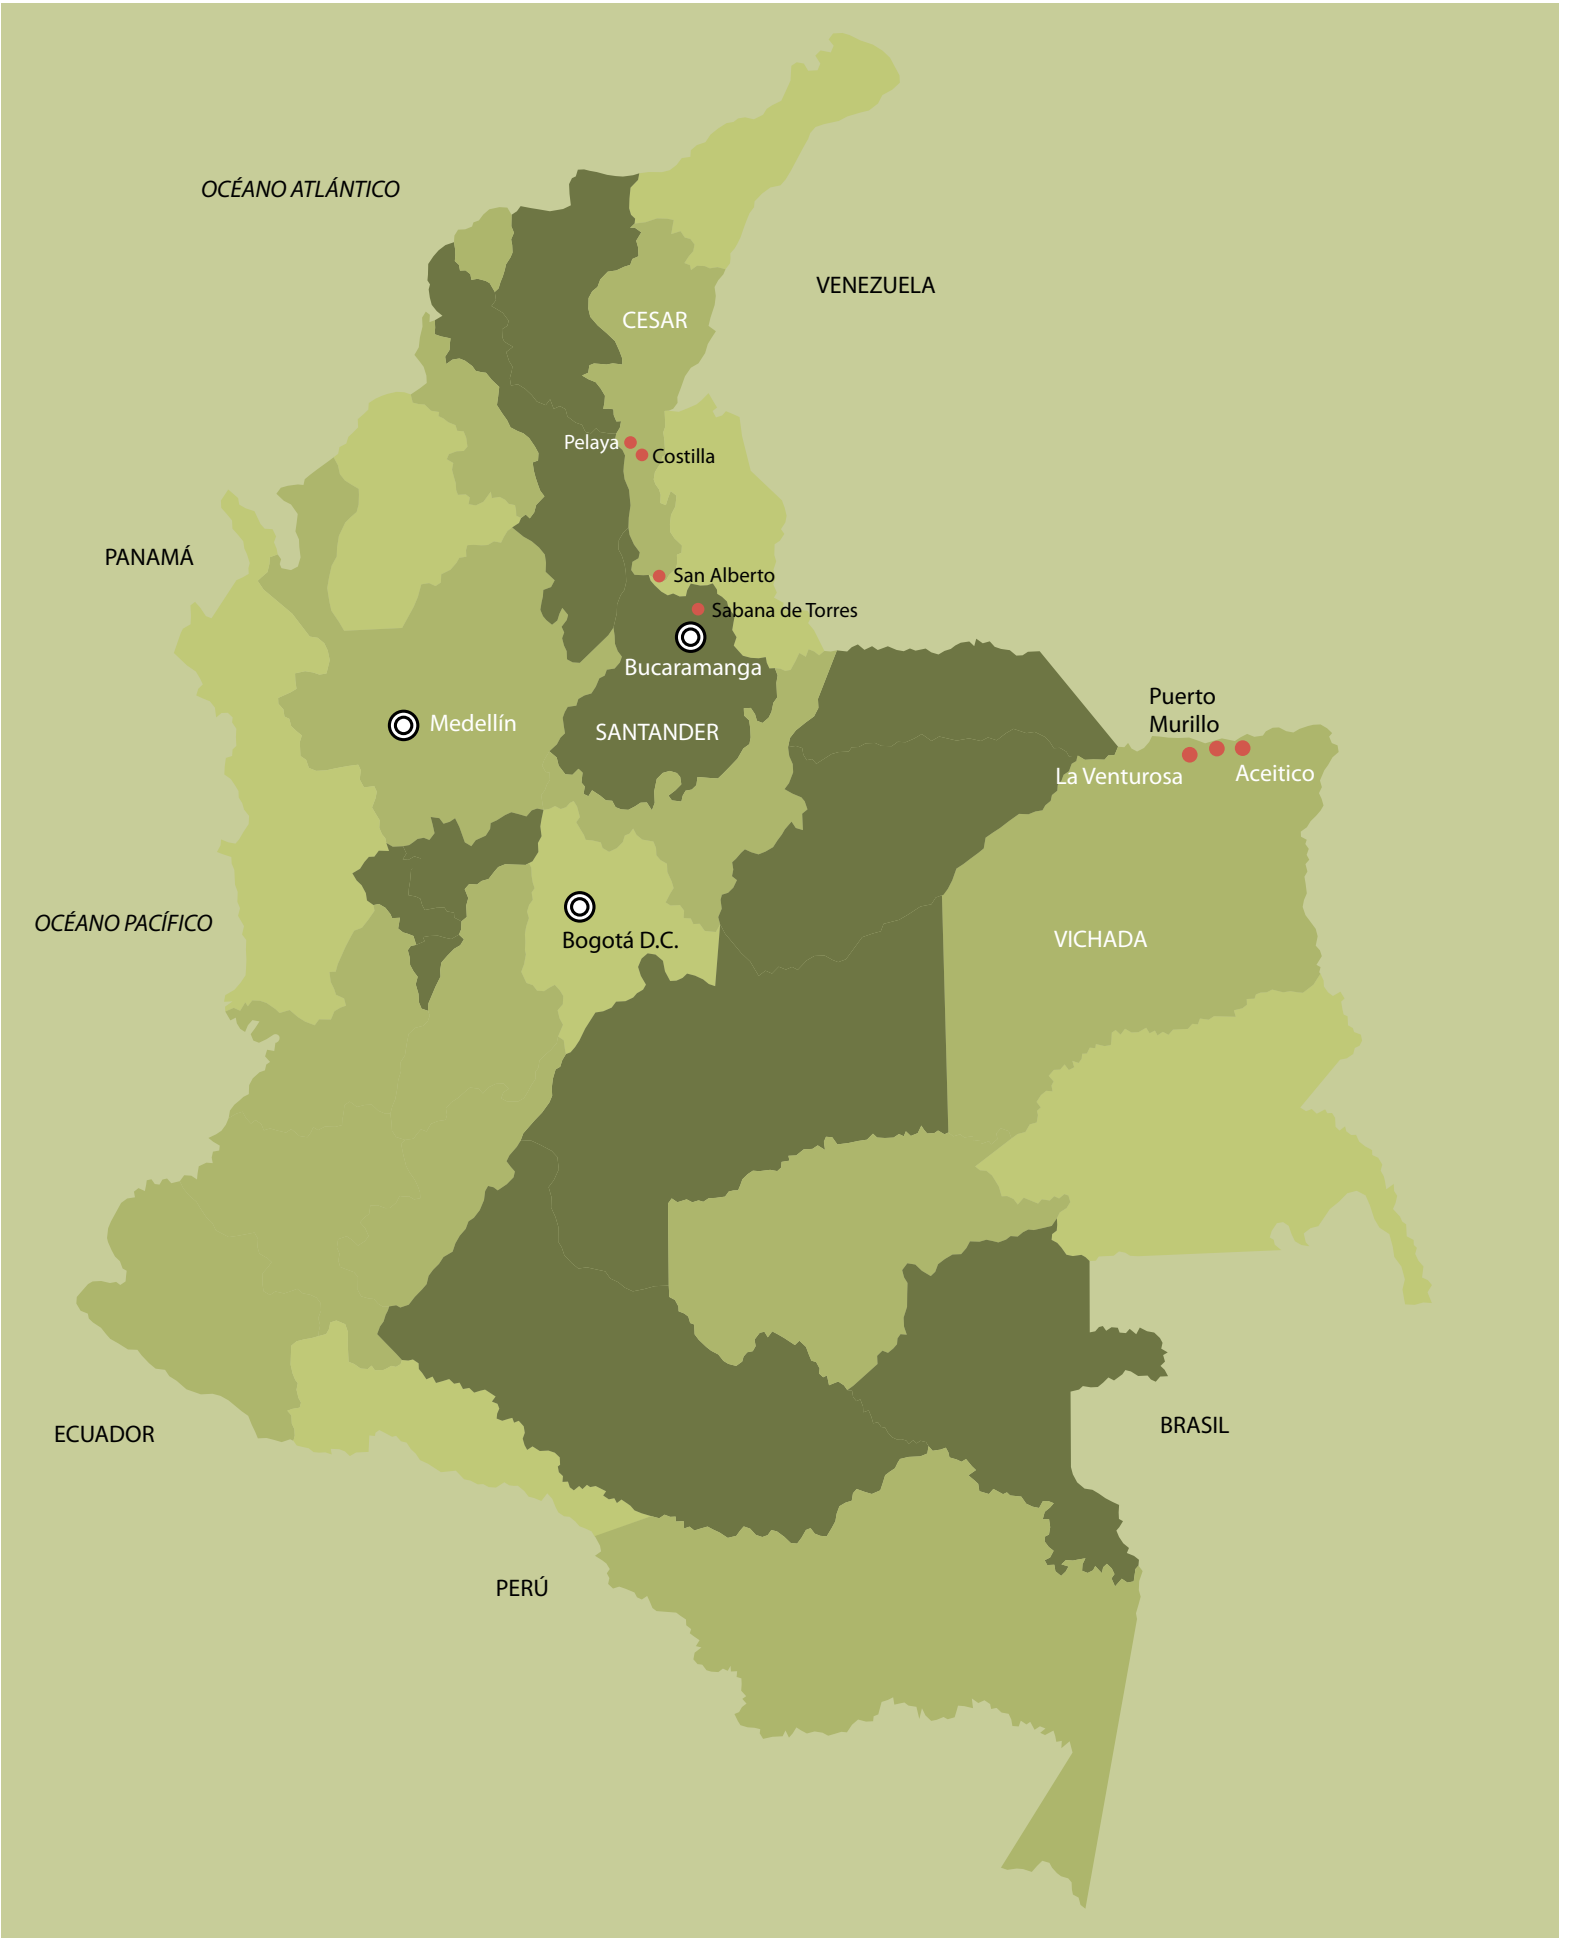 OCÉANO ATLÁNTICO
VENEZUELA
CESAR
Pelaya
Costilla
PANAMÁ
San Alberto
Sabana de Torres
Bucaramanga
Medellín
SANTANDER
Puerto
Murillo
La Venturosa
Aceitico
OCÉANO PACÍFICO
Bogotá D.C.
VICHADA
ECUADOR
BRASIL
PERÚ